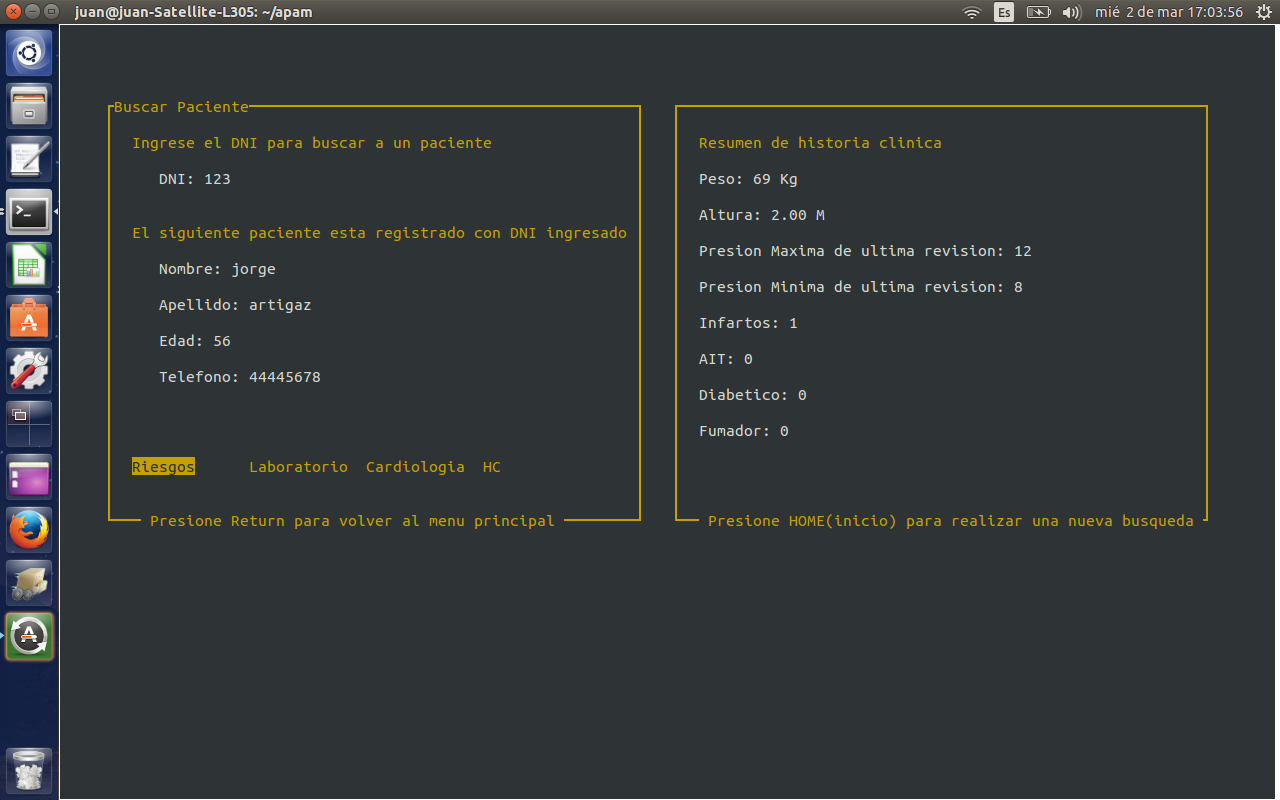 juan@juan-Satellite-L305: ~/apam
Es
mié 2 de mar 17:03:56
Buscar Paciente
Ingrese el DNI para buscar a un paciente
DNI: 123
El siguiente paciente esta registrado con DNI ingresado
Nombre: jorge
Apellido: artigaz
Edad: 56
Telefono: 44445678
Riesgos Laboratorio Cardiologia HC
Presione Return para volver al menu principal
Resumen de historia clinica
Peso: 69 Kg
Altura: 2.00 M
Presion Maxima de ultima revision: 12
Presion Minima de ultima revision: 8
Infartos: 1
AIT: 0
Diabetico: 0
Fumador: 0
Presione HOME(inicio) para realizar una nueva busqueda